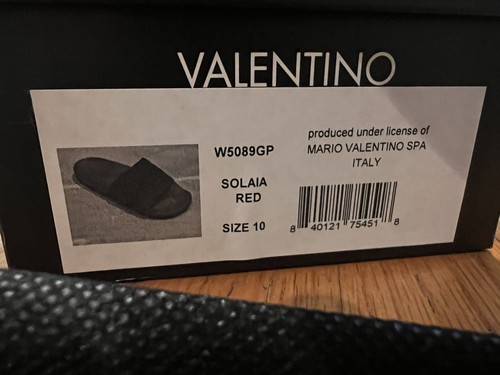 VALENTINO
W5089GP
SOLAIA
RED
SIZE 10
produced under license of
MARIO VALENTINO SPA
ITALY
8 40121 75451 8